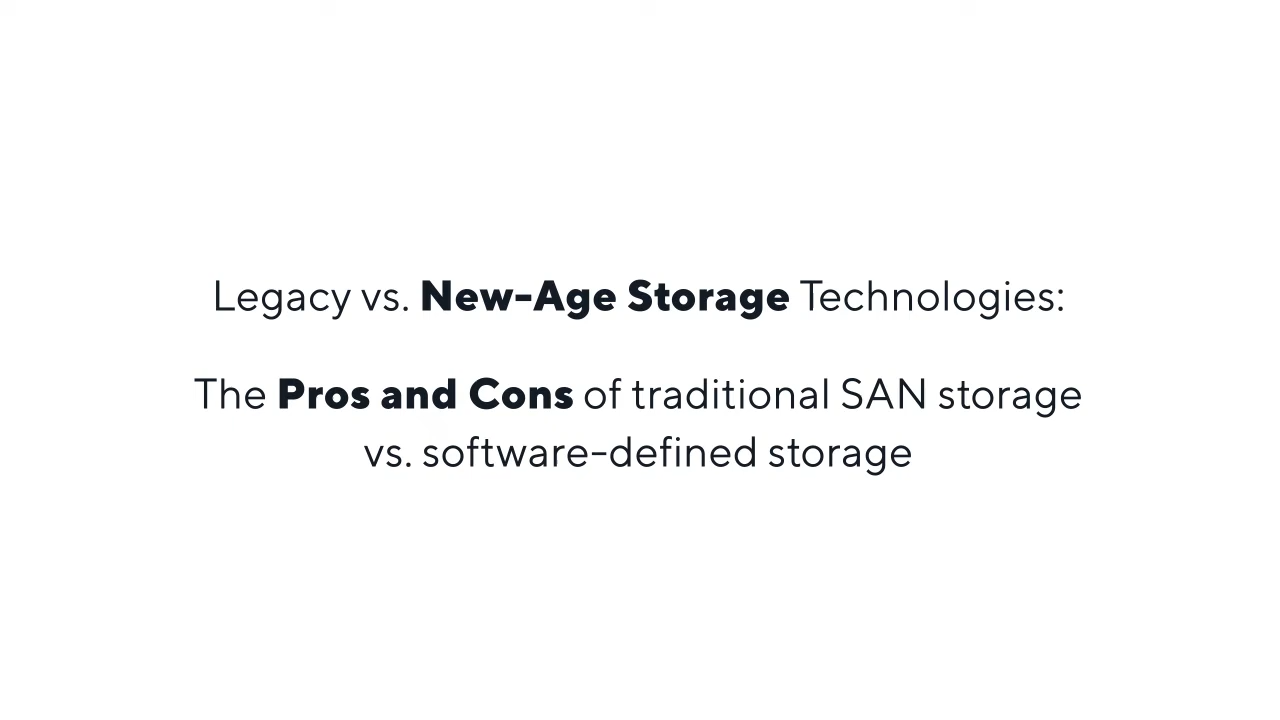 Legacy vs. New-Age Storage Technologies:
The Pros and Cons of traditional SAN storage
vs. software-defined storage